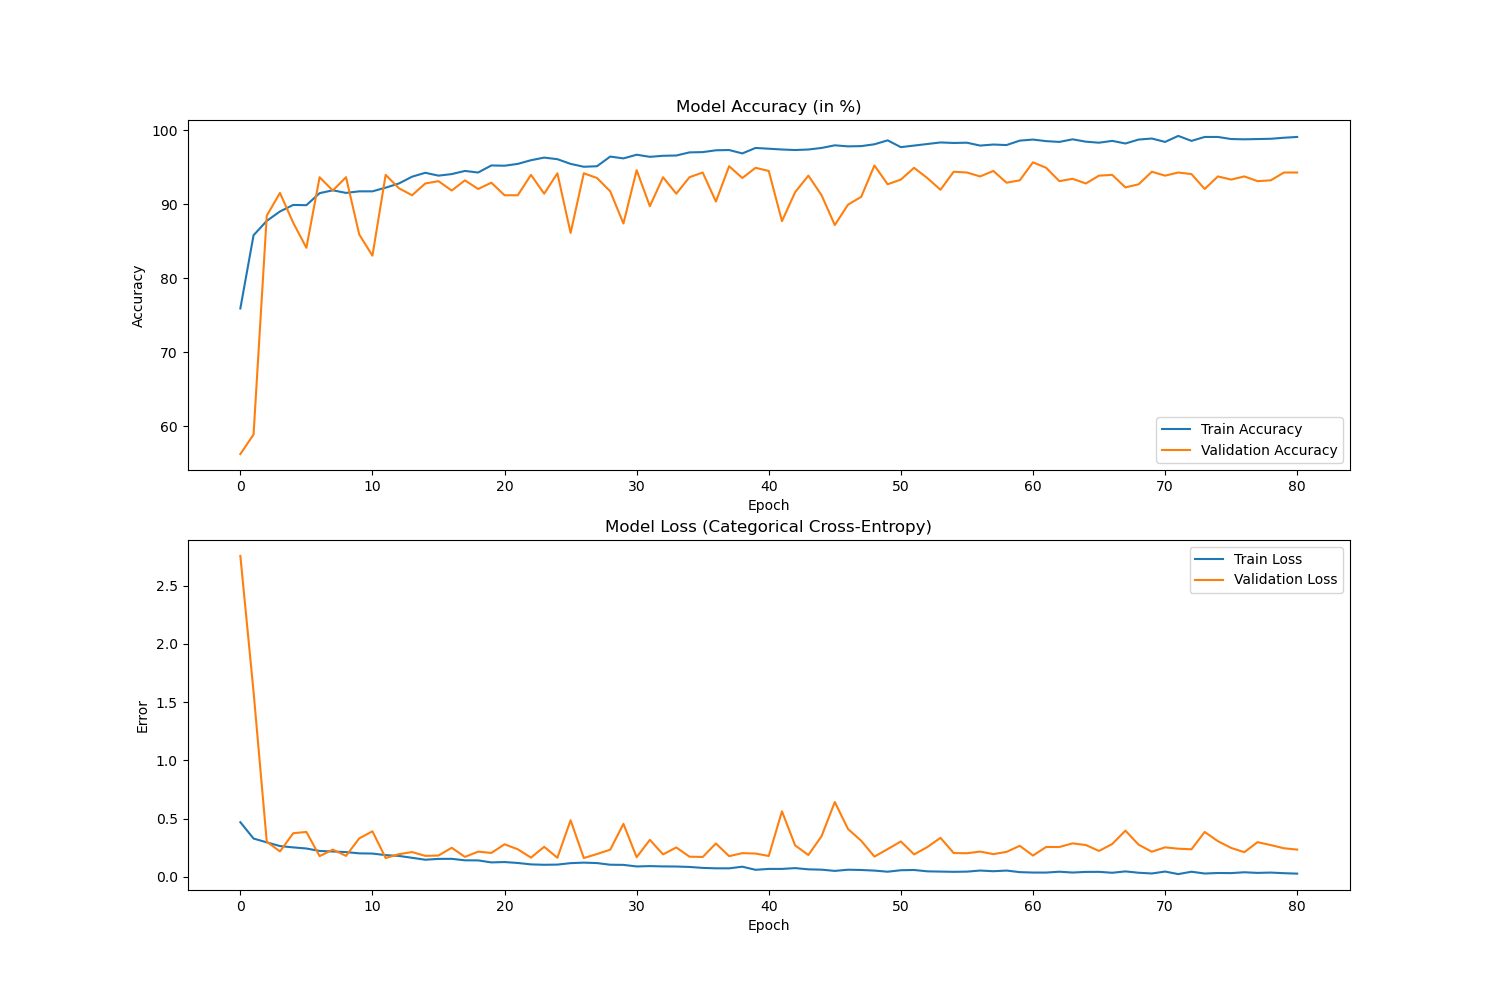 Model Accuracy (in %)
100
90
80
70
60
Accuracy
Train Accuracy
Validation Accuracy
0 10 20 30 40 50 60 70 80
Epoch
Model Loss (Categorical Cross-Entropy)
Train Loss
Validation Loss
2.5
2.0
1.5
1.0
0.5
0.0
Error
0 10 20 30 40 50 60 70 80
Epoch